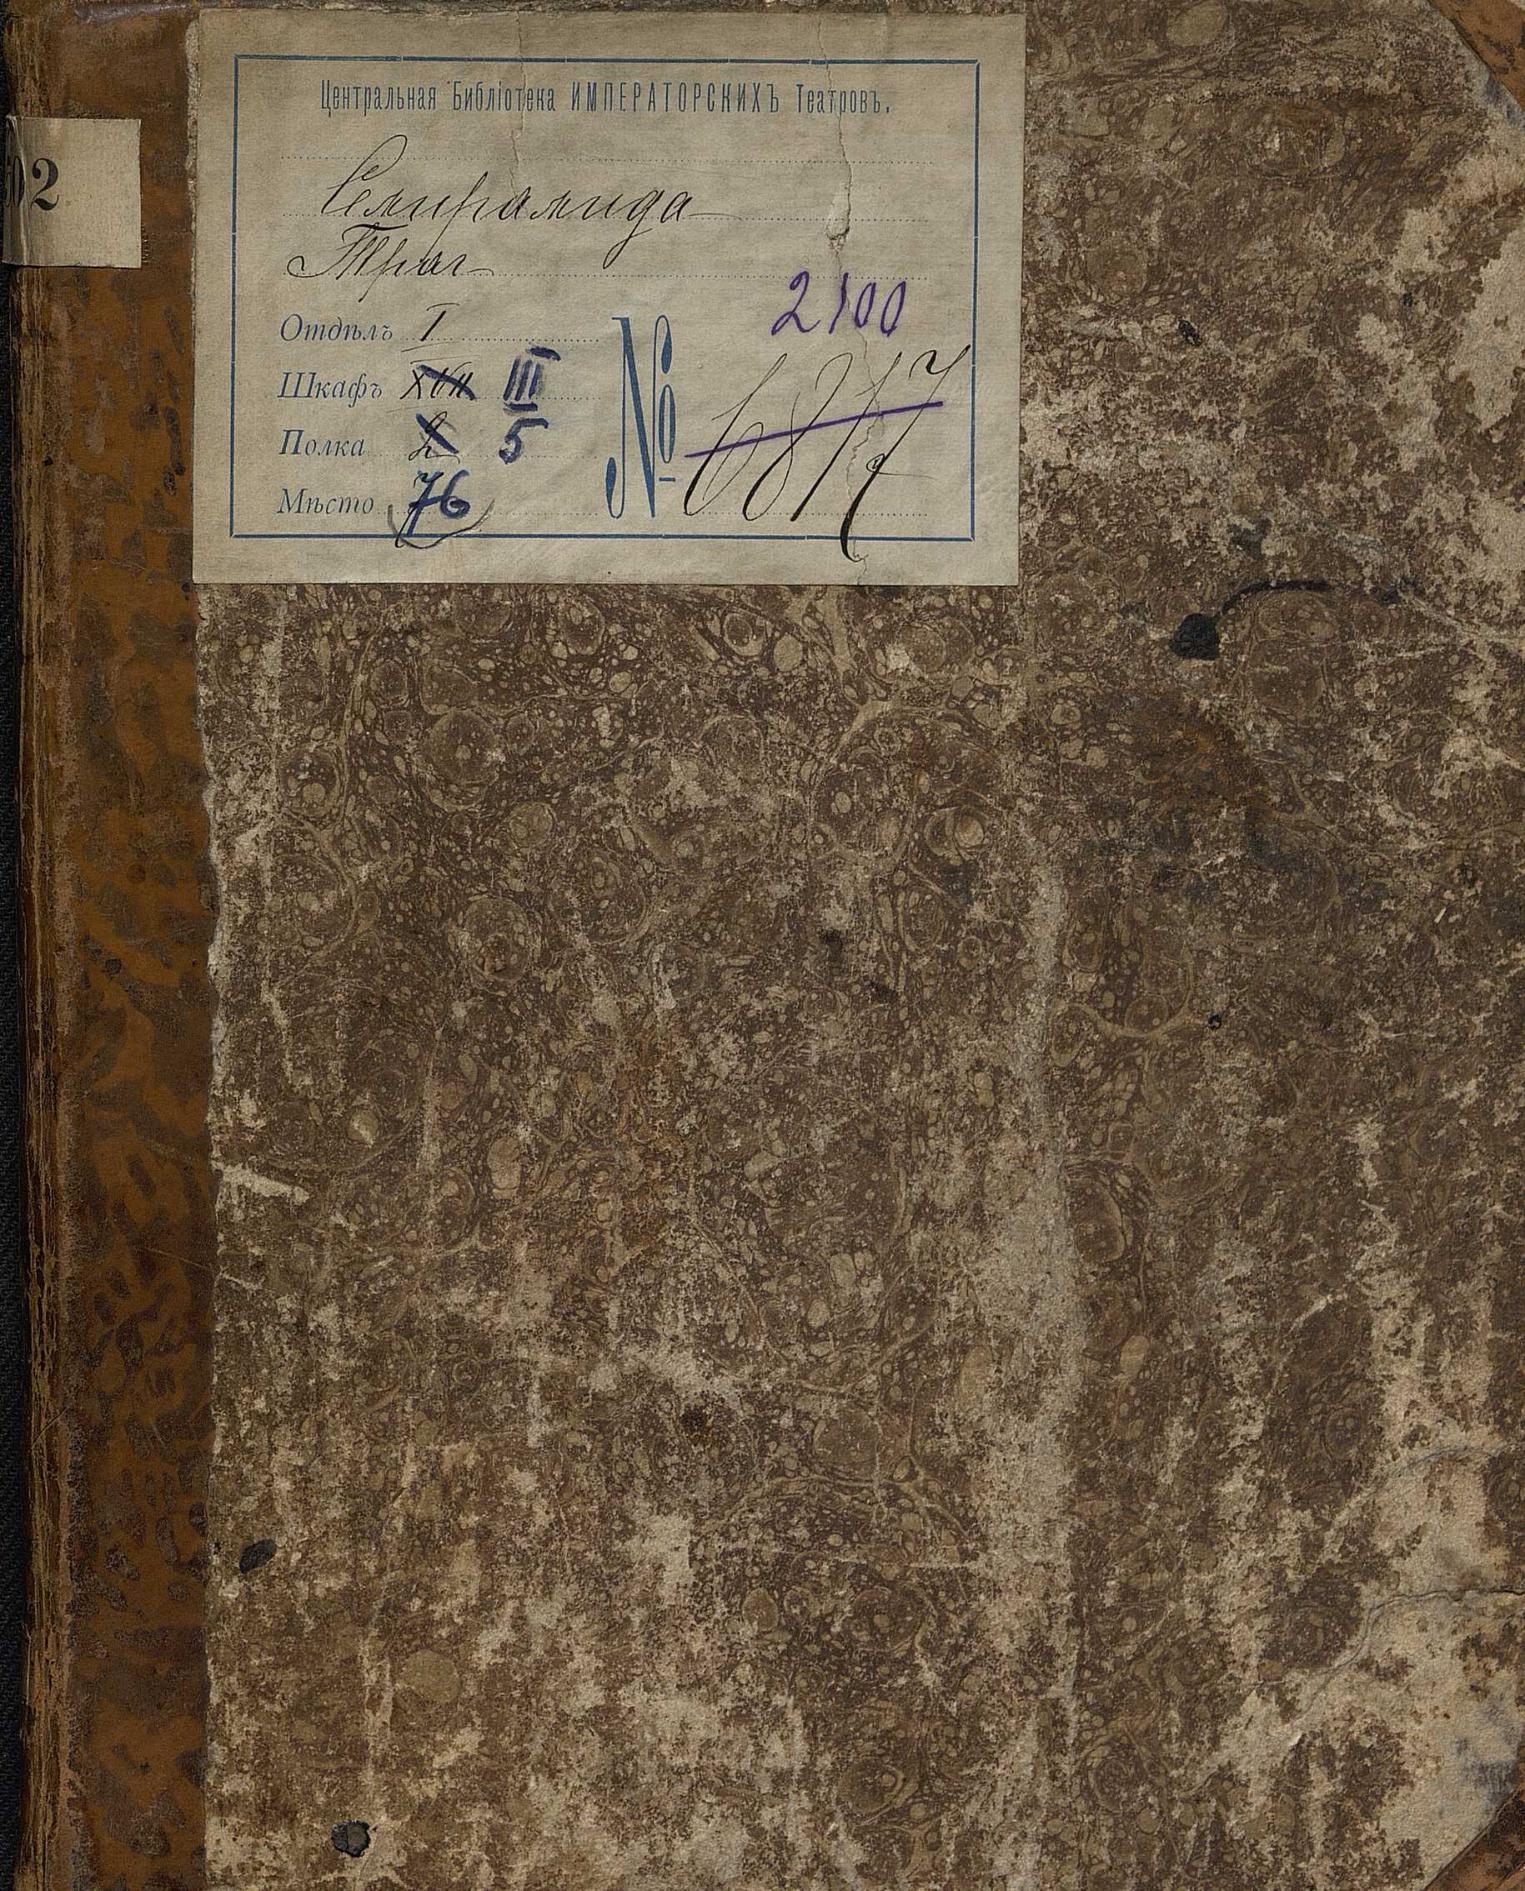 Центральная Библіотека ИМПЕРАТОРСКИХЪ Театровъ.
Семирамида
Траг
2100
Отдѣлъ I
Шкафъ XVII III
Полка 2 5
Мѣсто 76
№ 6817
02